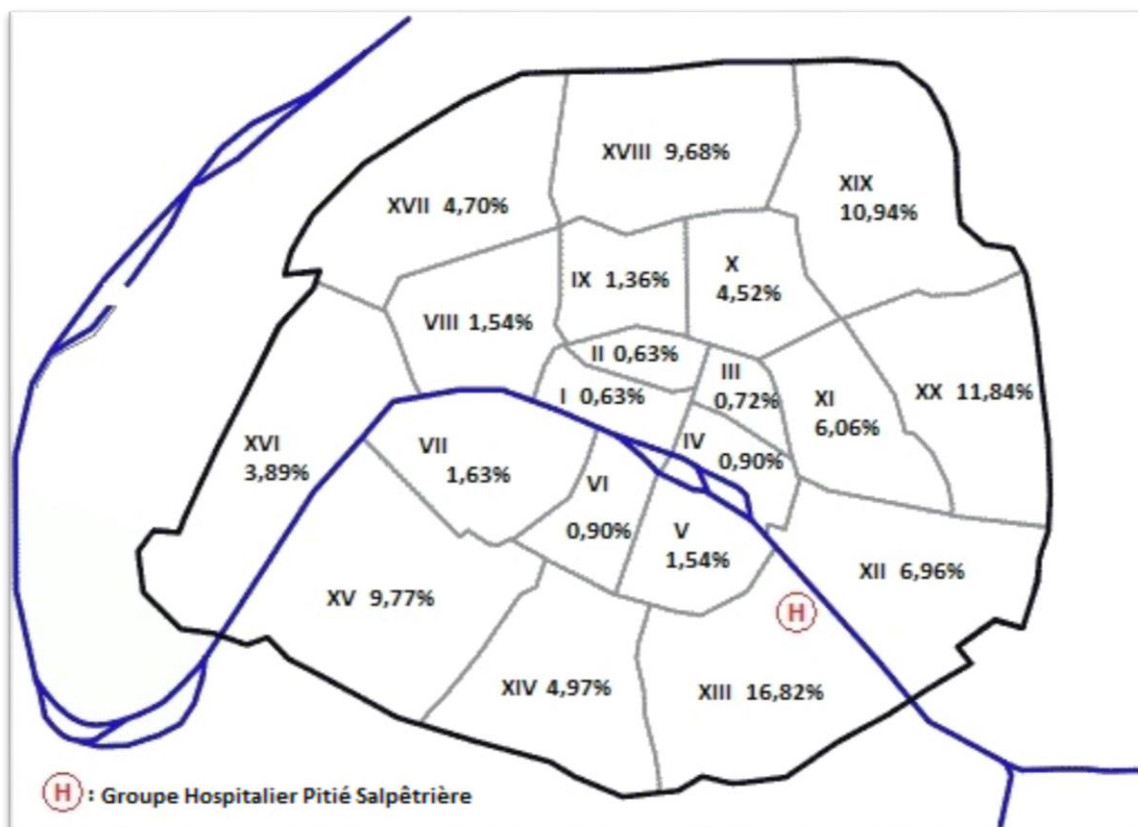 XVIII 9,68%
XIX
10,94%
XVII 4,70%
X
4,52%
IX 1,36%
VIII 1,54%
II 0,63%
III
0,72%
I 0,63%
XX 11,84%
XI
6,06%
XVI
3,89%
VII
1,63%
IV
0,90%
VI
0,90%
V
1,54%
XII 6,96%
XV 9,77%
H
XIV 4,97%
XIII 16,82%
H : Groupe Hospitalier Pitié Salpêtrière